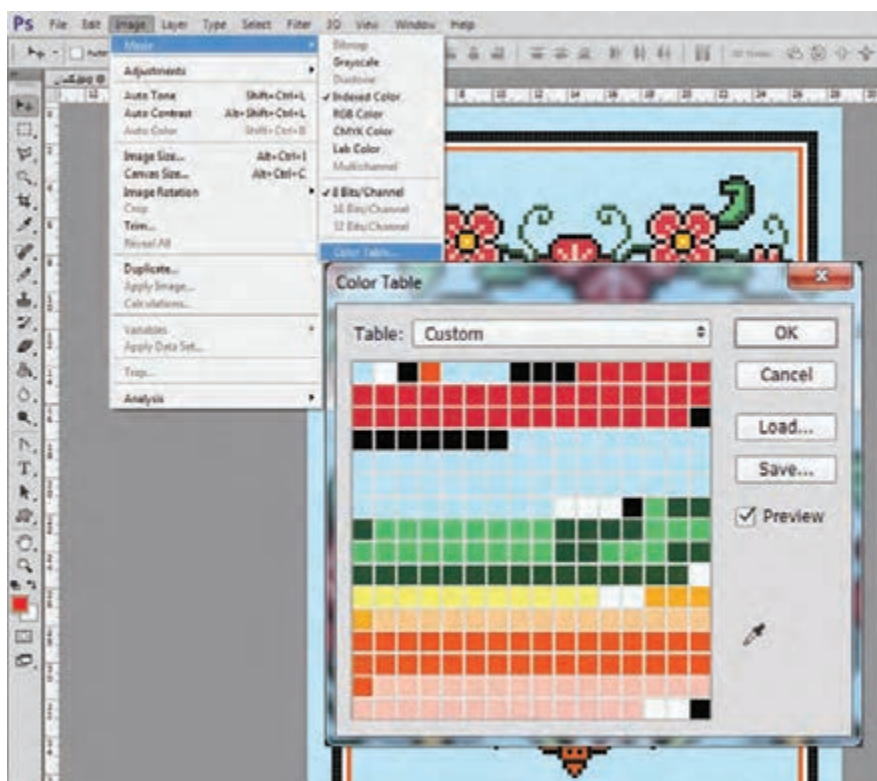 Ps File Edit Image Layer Type Select Filter 3D View Window Help
Mode
Adjustments
Auto Tone Shift+Ctrl+L
Auto Contrast Alt+Shift+Ctrl+L
Auto Color Shift+Ctrl+B
Image Size... Alt+Ctrl+I
Canvas Size... Alt+Ctrl+C
Image Rotation
Crop
Trim...
Reveal All
Duplicate...
Apply Image...
Calculations...
Variables
Apply Data Set...
Trap...
Analysis
Bitmap
Grayscale
Duotone
Indexed Color
RGB Color
CMYK Color
Lab Color
Multichannel
8 Bits/Channel
16 Bits/Channel
32 Bits/Channel
Color Table...
Color Table
Table: Custom
OK
Cancel
Load...
Save...
Preview